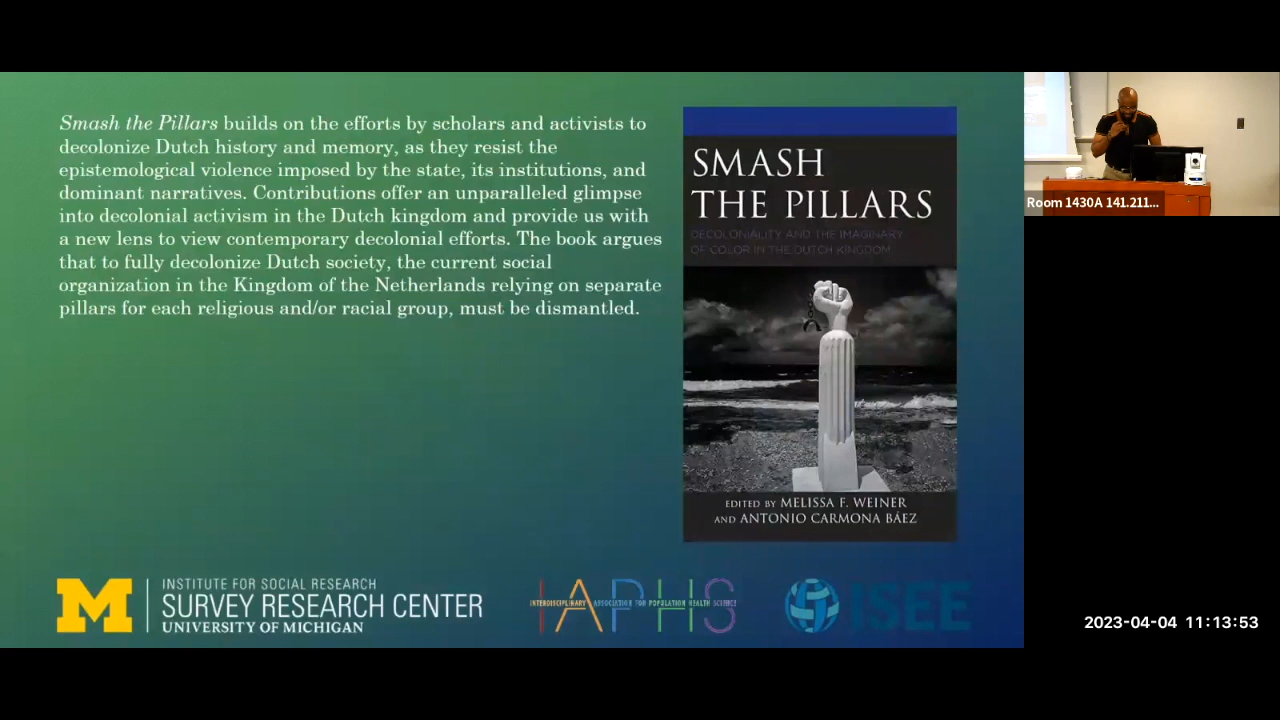 Smash the Pillars builds on the efforts by scholars and activists to
decolonize Dutch history and memory, as they resist the
epistemological violence imposed by the state, its institutions, and
dominant narratives. Contributions offer an unparalleled glimpse
into decolonial activism in the Dutch kingdom and provide us with
a new lens to view contemporary decolonial efforts. The book argues
that to fully decolonize Dutch society, the current social
organization in the Kingdom of the Netherlands relying on separate
pillars for each religious and/or racial group, must be dismantled.
SMASH
THE PILLARS
DECOLONIALITY AND THE IMAGINARY
OF COLOR IN THE DUTCH KINGDOM
EDITED BY MELISSA F. WEINER
AND ANTONIO CARMONA BÁEZ
M
INSTITUTE FOR SOCIAL RESEARCH
SURVEY RESEARCH CENTER
UNIVERSITY OF MICHIGAN
IAPHS
INTERDISCIPLINARY ASSOCIATION FOR POPULATION HEALTH SCIENCE
ISEE
Room 1430A 141.211...
2023-04-04 11:13:53